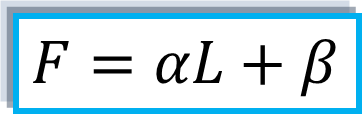 F = αL + β